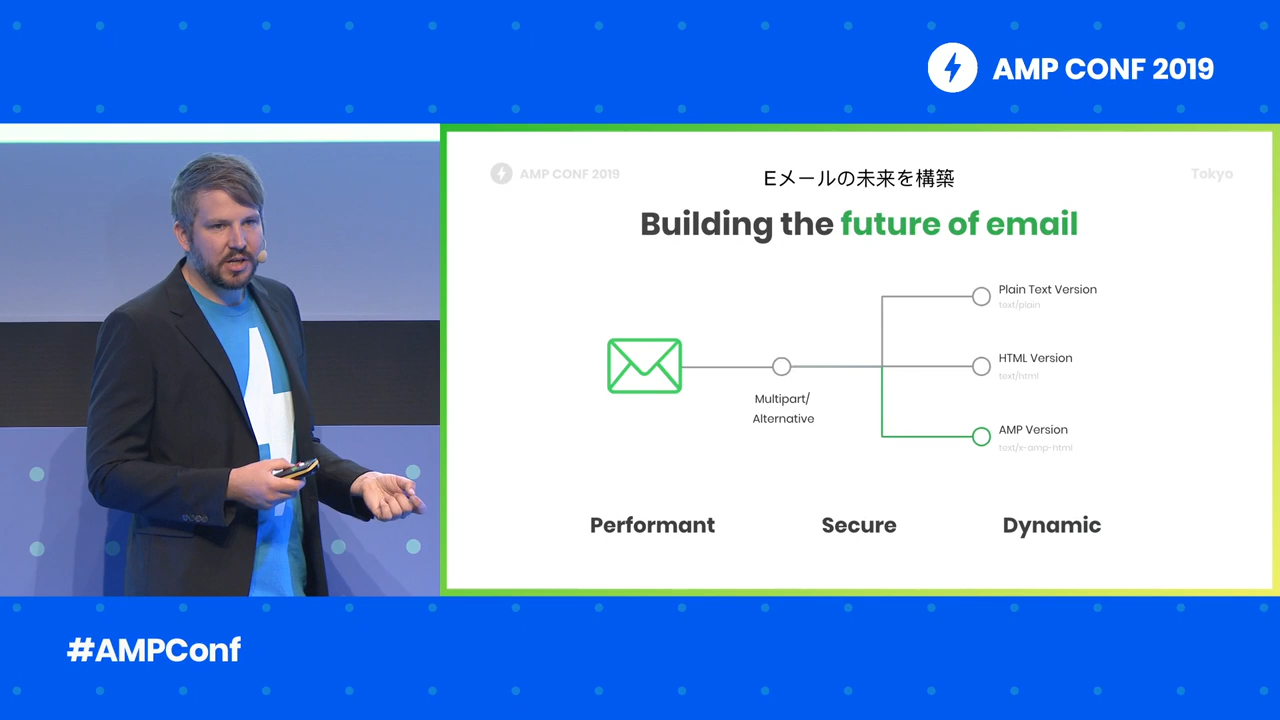 AMP CONF 2019
AMP CONF 2019
Tokyo
Eメールの未来を構築
Building the future of email
Plain Text Version
text/plain
HTML Version
text/html
Multipart/
Alternative
AMP Version
text/x-amp-html
Performant
Secure
Dynamic
#AMPConf